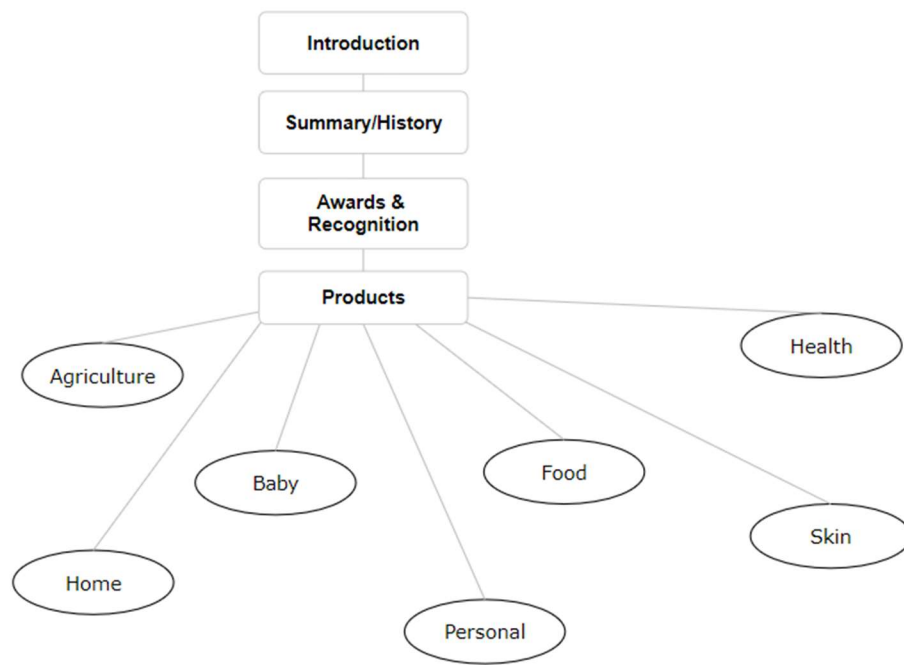 Introduction
Summary/History
Awards &
Recognition
Products
Health
Agriculture
Food
Baby
Skin
Home
Personal